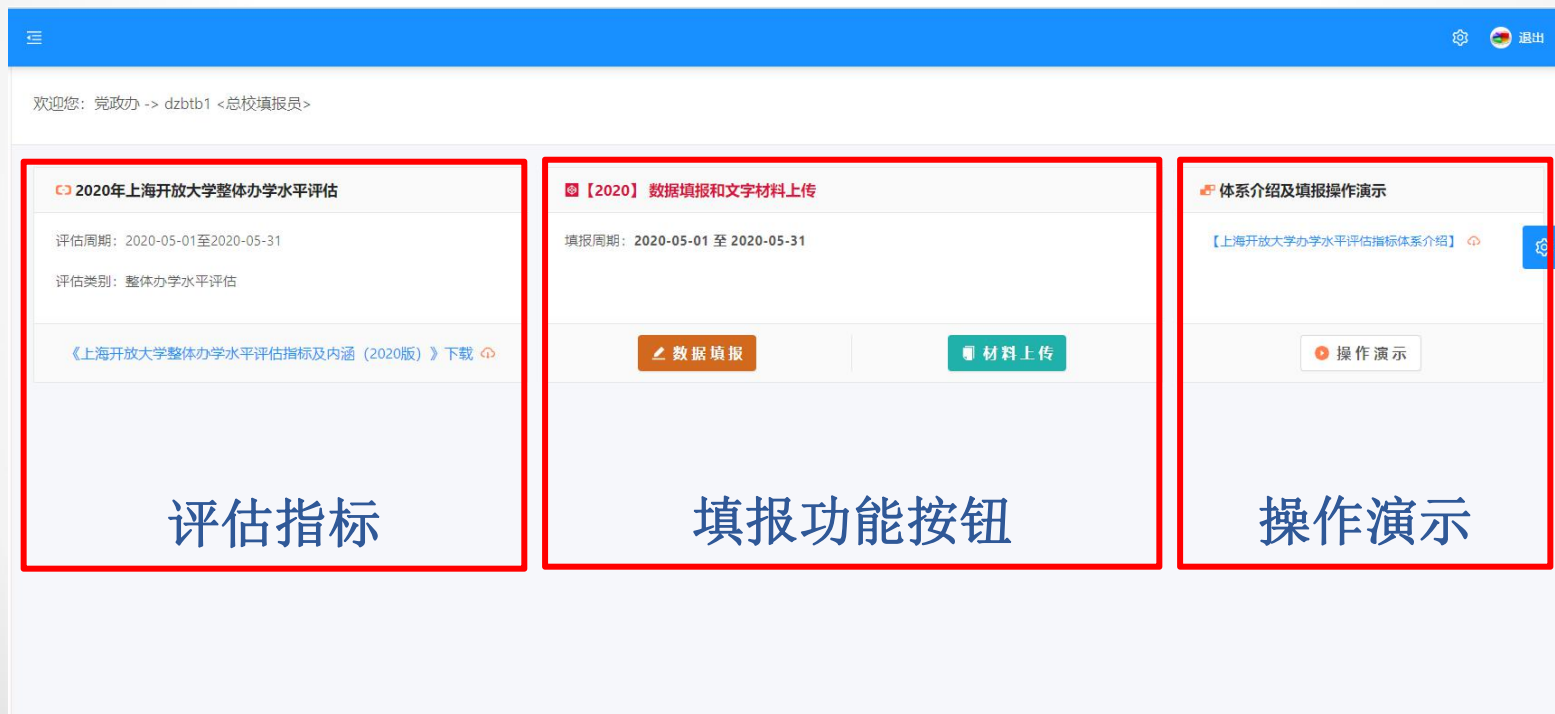 退出
欢迎您：党政办 -> dzbtb1 <总校填报员>
2020年上海开放大学整体办学水平评估
评估周期：2020-05-01至2020-05-31
评估类别：整体办学水平评估
《上海开放大学整体办学水平评估指标及内涵（2020版）》下载
评估指标
【2020】 数据填报和文字材料上传
填报周期：2020-05-01 至 2020-05-31
数据填报
材料上传
填报功能按钮
体系介绍及填报操作演示
【上海开放大学办学水平评估指标体系介绍】
操作演示
操作演示